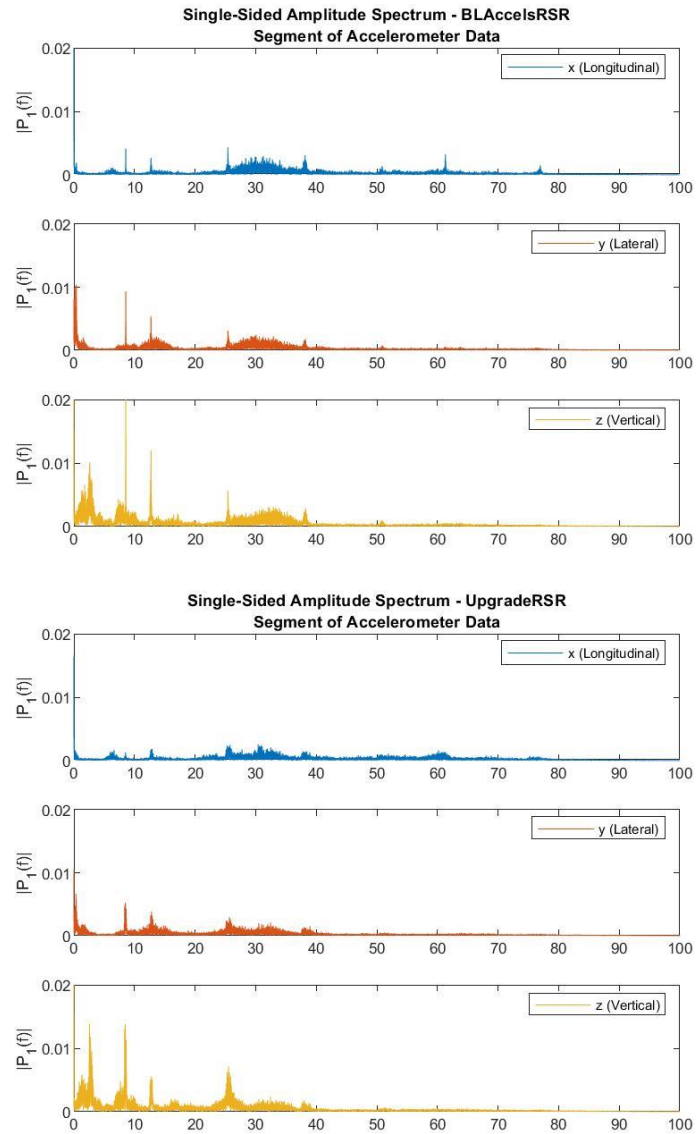 Single-Sided Amplitude Spectrum - BLAccelsRSR
Segment of Accelerometer Data
0.02
0.01
0
|P1(f)|
x (Longitudinal)
0 10 20 30 40 50 60 70 80 90 100
0.02
0.01
0
|P1(f)|
y (Lateral)
0 10 20 30 40 50 60 70 80 90 100
0.02
0.01
0
|P1(f)|
z (Vertical)
0 10 20 30 40 50 60 70 80 90 100
Single-Sided Amplitude Spectrum - UpgradeRSR
Segment of Accelerometer Data
0.02
0.01
0
|P1(f)|
x (Longitudinal)
0 10 20 30 40 50 60 70 80 90 100
0.02
0.01
0
|P1(f)|
y (Lateral)
0 10 20 30 40 50 60 70 80 90 100
0.02
0.01
0
|P1(f)|
z (Vertical)
0 10 20 30 40 50 60 70 80 90 100